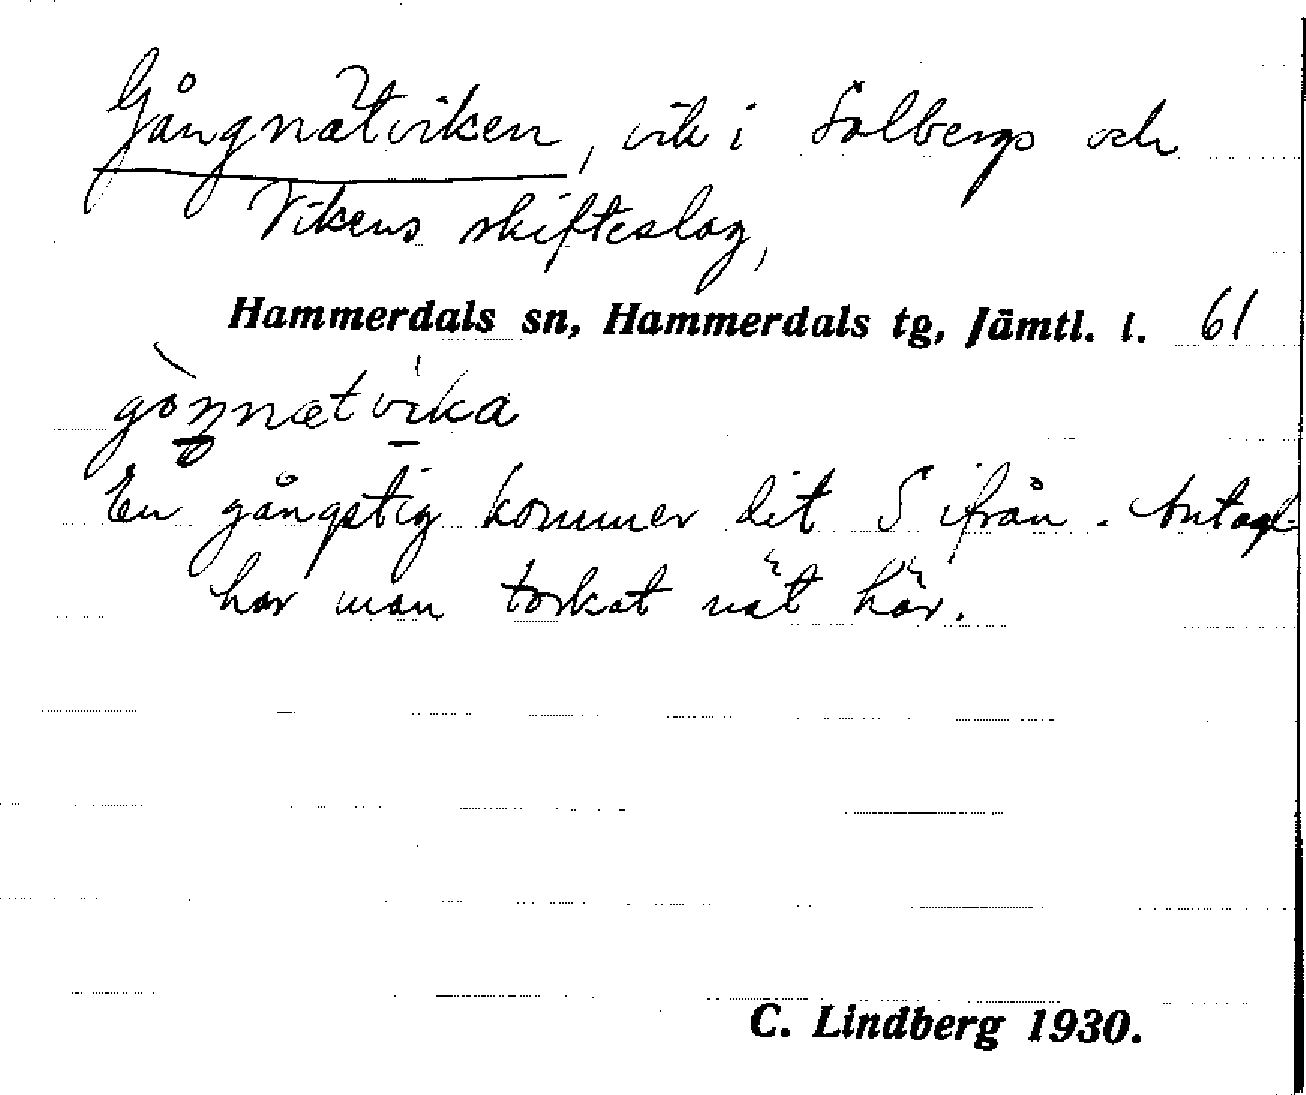 Gångnätviken, vik i Solbergs och
Vikens skifteslag,
Hammerdals sn, Hammerdals tg, Jämtl. l. 61
En gångstig kommer dit S ifrån. Antagl.
har man torkat nät här.
C. Lindberg 1930.